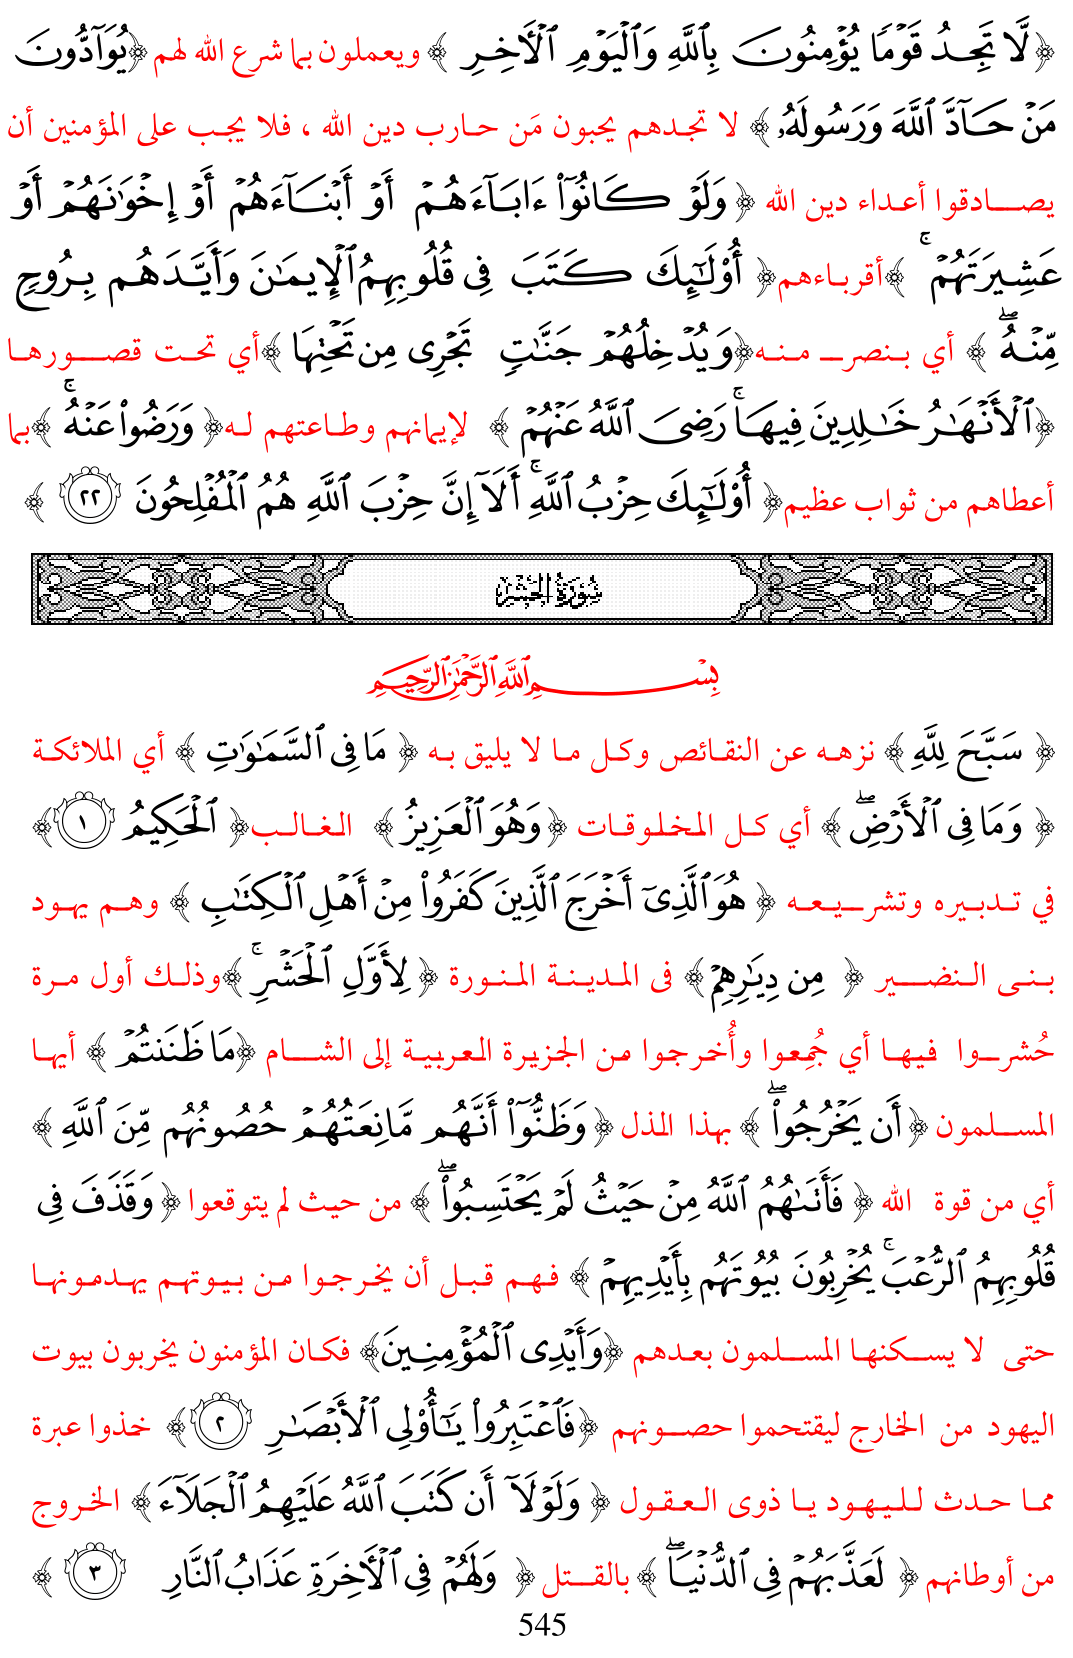 ﴿لَّا تَجِدُ قَوْمًا يُؤْمِنُونَ بِٱللَّهِ وَٱلْيَوْمِ ٱلْـَٔاخِرِ ﴾ ويعملون بما شرع الله لهم ﴿يُوَآدُّونَ
مَنْ حَآدَّ ٱللَّهَ وَرَسُولَهُۥ ﴾ لا تجدهم يحبون مَن حارب دين الله ، فلا يجب على المؤمنين أن
يصادقوا أعداء دين الله ﴿ وَلَوْ كَانُوٓا۟ ءَابَآءَهُمْ أَوْ أَبْنَآءَهُمْ أَوْ إِخْوَٰنَهُمْ أَوْ
عَشِيرَتَهُمْ ۚ ﴾أقرباءهم﴿ أُو۟لَٰٓئِكَ كَتَبَ فِى قُلُوبِهِمُ ٱلْإِيمَٰنَ وَأَيَّدَهُم بِرُوحٍ
مِّنْهُ ۖ ﴾ أي بنصر منه﴿وَيُدْخِلُهُمْ جَنَّٰتٍ تَجْرِى مِن تَحْتِهَا ﴾أي تحت قصورها
﴿ٱلْأَنْهَٰرُ خَٰلِدِينَ فِيهَا ۚ رَضِىَ ٱللَّهُ عَنْهُمْ ﴾ لإيمانهم وطاعتهم له﴿ وَرَضُوا۟ عَنْهُ ۚ ﴾بما
أعطاهم من ثواب عظيم﴿ أُو۟لَٰٓئِكَ حِزْبُ ٱللَّهِ ۚ أَلَآ إِنَّ حِزْبَ ٱللَّهِ هُمُ ٱلْمُفْلِحُونَ ٢٢ ﴾
سُورَةُ الحَشْرِ
بِسْمِ ٱللَّهِ ٱلرَّحْمَٰنِ ٱلرَّحِيمِ
﴿ سَبَّحَ لِلَّهِ ﴾ نزهه عن النقائص وكل ما لا يليق به ﴿ مَا فِى ٱلسَّمَٰوَٰتِ ﴾ أي الملائكة
﴿ وَمَا فِى ٱلْأَرْضِ ۖ ﴾ أي كل المخلوقات ﴿وَهُوَ ٱلْعَزِيزُ ﴾ الغالب﴿ ٱلْحَكِيمُ ١ ﴾
في تدبيره وتشريعه ﴿ هُوَ ٱلَّذِىٓ أَخْرَجَ ٱلَّذِينَ كَفَرُوا۟ مِنْ أَهْلِ ٱلْكِتَٰبِ ﴾ وهم يهود
بنى النضير ﴿ مِن دِيَٰرِهِمْ﴾ فى المدينة المنورة ﴿ لِأَوَّلِ ٱلْحَشْرِ ۚ ﴾وذلك أول مرة
حُشروا فيها أي جُمِعوا وأُخرجوا من الجزيرة العربية إلى الشام ﴿مَا ظَنَنتُمْ ﴾ أيها
المسلمون ﴿أَن يَخْرُجُوا۟ ۖ ﴾ بهذا الذل ﴿ وَظَنُّوٓا۟ أَنَّهُم مَّانِعَتُهُمْ حُصُونُهُم مِّنَ ٱللَّهِ ﴾
أي من قوة الله ﴿ فَأَتَىٰهُمُ ٱللَّهُ مِنْ حَيْثُ لَمْ يَحْتَسِبُوا۟ ۖ ﴾ من حيث لم يتوقعوا ﴿وَقَذَفَ فِى
قُلُوبِهِمُ ٱلرُّعْبَ ۚ يُخْرِبُونَ بُيُوتَهُم بِأَيْدِيهِمْ ﴾ فهم قبل أن يخرجوا من بيوتهم يهدمونها
حتى لا يسكنها المسلمون بعدهم ﴿وَأَيْدِى ٱلْمُؤْمِنِينَ﴾ فكان المؤمنون يخربون بيوت
اليهود من الخارج ليقتحموا حصونهم ﴿فَٱعْتَبِرُوا۟ يَٰٓأُو۟لِى ٱلْأَبْصَٰرِ ٢ ﴾ خذوا عبرة
مما حدث لليهود يا ذوى العقول ﴿ وَلَوْلَآ أَن كَتَبَ ٱللَّهُ عَلَيْهِمُ ٱلْجَلَآءَ ﴾ الخروج
من أوطانهم ﴿ لَعَذَّبَهُمْ فِى ٱلدُّنْيَا ۖ ﴾ بالقتل ﴿ وَلَهُمْ فِى ٱلْـَٔاخِرَةِ عَذَابُ ٱلنَّارِ ٣ ﴾
545